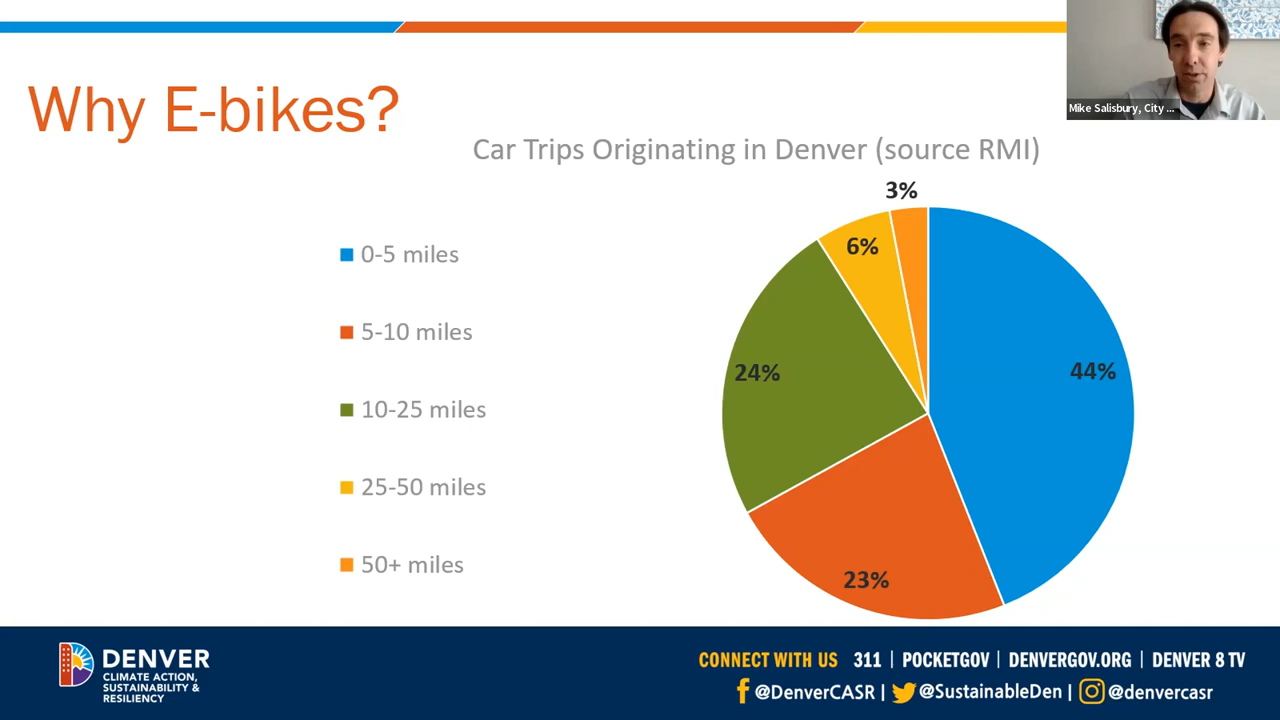 Mike Salisbury, City ...
Why E-bikes?
Car Trips Originating in Denver (source RMI)
0-5 miles
5-10 miles
10-25 miles
25-50 miles
50+ miles
3%
6%
24%
44%
23%
DENVER
CLIMATE ACTION,
SUSTAINABILITY &
RESILIENCY
CONNECT WITH US 311 | POCKETGOV | DENVERGOV.ORG | DENVER 8 TV
@DenverCASR | @SustainableDen | @denvercasr